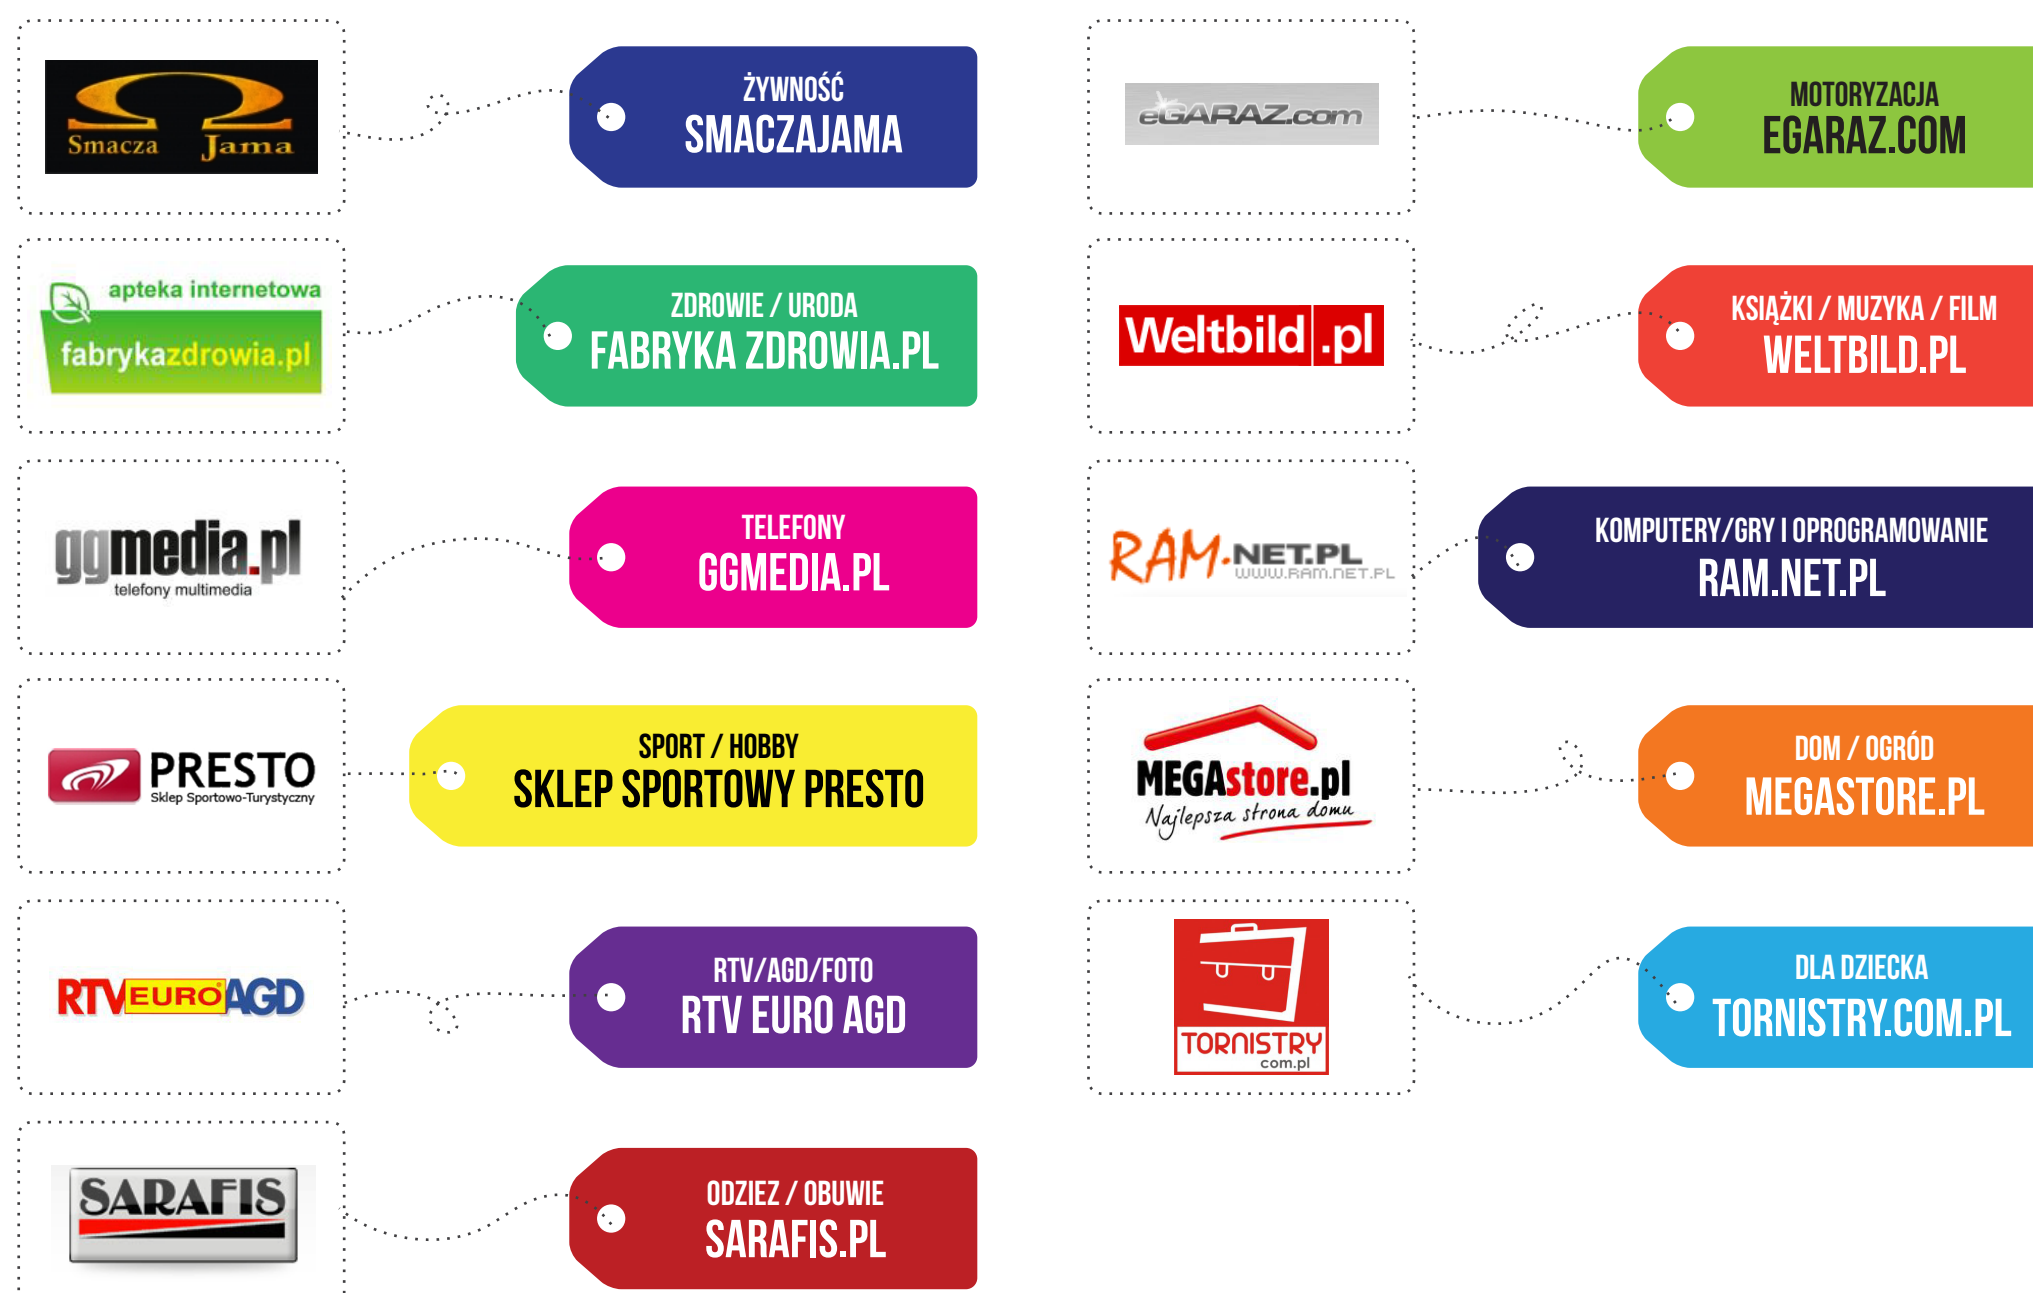 Smacza Jama
ŻYWNOŚĆ
SMACZAJAMA
apteka internetowa
fabrykazdrowia.pl
ZDROWIE / URODA
FABRYKA ZDROWIA.PL
ggmedia.pl
telefony multimedia
TELEFONY
GGMEDIA.PL
PRESTO
Sklep Sportowo-Turystyczny
SPORT / HOBBY
SKLEP SPORTOWY PRESTO
RTV EURO AGD
RTV/AGD/FOTO
RTV EURO AGD
SARAFIS
ODZIEZ / OBUWIE
SARAFIS.PL
eGARAZ.com
MOTORYZACJA
EGARAZ.COM
Weltbild.pl
KSIĄŻKI / MUZYKA / FILM
WELTBILD.PL
RAM.NET.PL
WWW.RAM.NET.PL
KOMPUTERY/GRY I OPROGRAMOWANIE
RAM.NET.PL
MEGAstore.pl
Najlepsza strona domu
DOM / OGRÓD
MEGASTORE.PL
TORNISTRY
com.pl
DLA DZIECKA
TORNISTRY.COM.PL